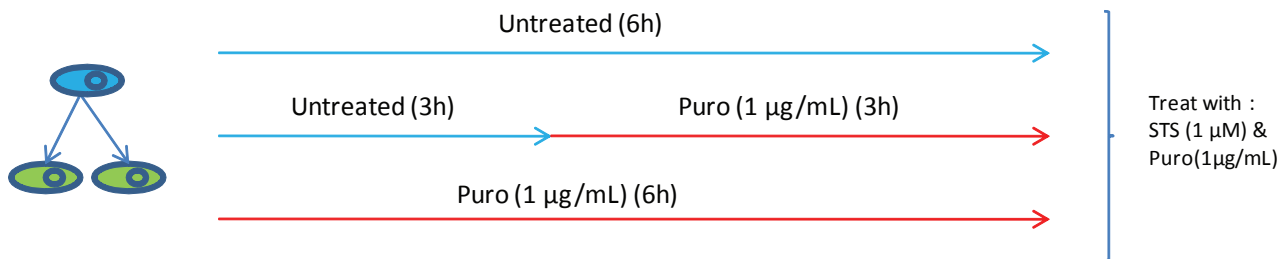 Untreated (6h)
Untreated (3h)
Puro (1 µg/mL) (3h)
Puro (1 µg/mL) (6h)
Treat with :
STS (1 µM) &
Puro(1µg/mL)